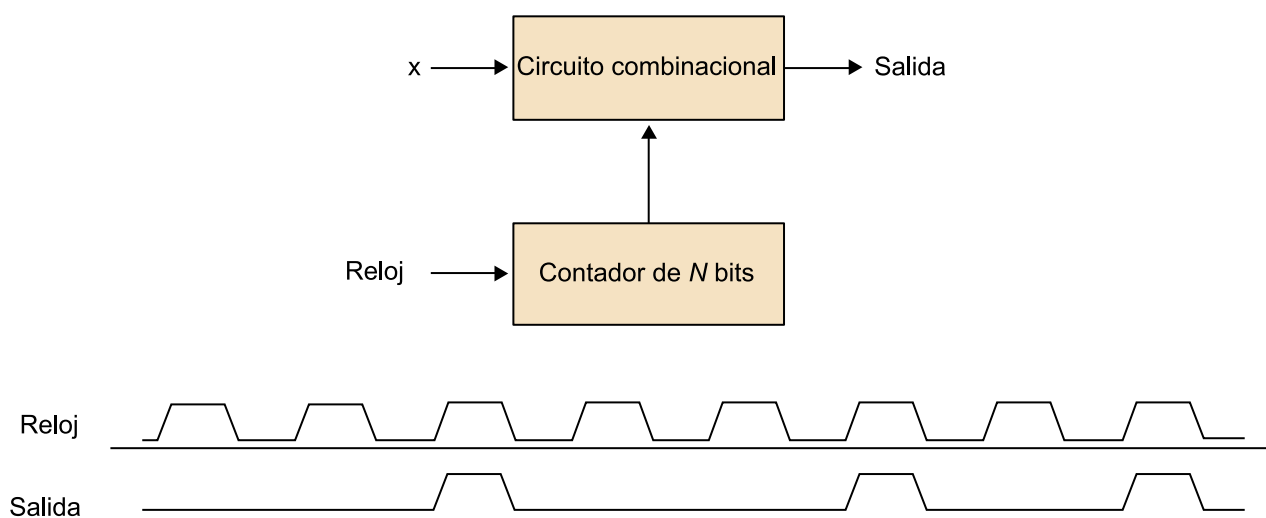 x
Circuito combinacional
Salida
Reloj
Contador de N bits
Reloj
Salida